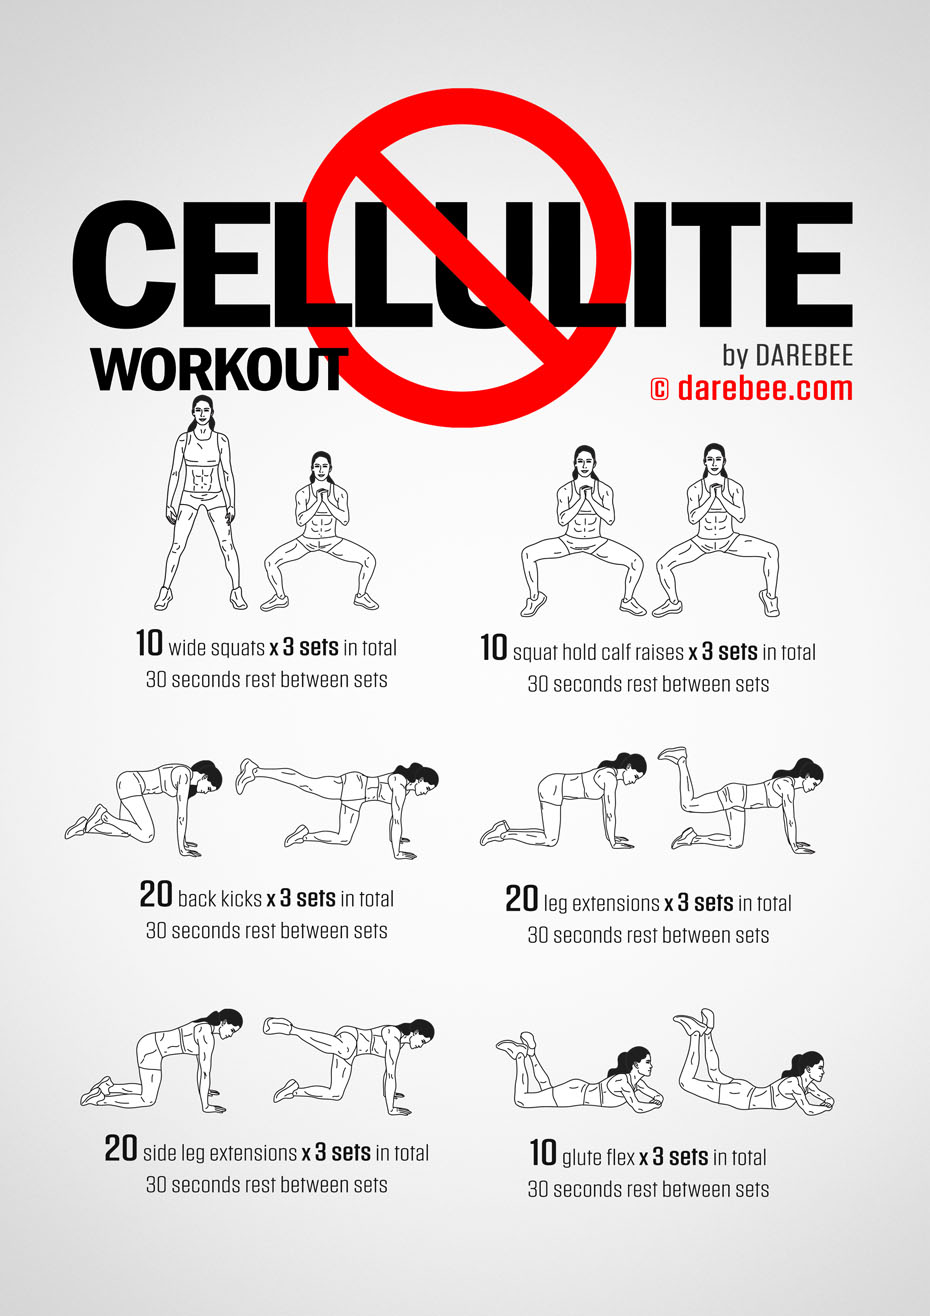 CELLULITE
WORKOUT
by DAREBEE
© darebee.com
10 wide squats x 3 sets in total
30 seconds rest between sets
10 squat hold calf raises x 3 sets in total
30 seconds rest between sets
20 back kicks x 3 sets in total
30 seconds rest between sets
20 leg extensions x 3 sets in total
30 seconds rest between sets
20 side leg extensions x 3 sets in total
30 seconds rest between sets
10 glute flex x 3 sets in total
30 seconds rest between sets